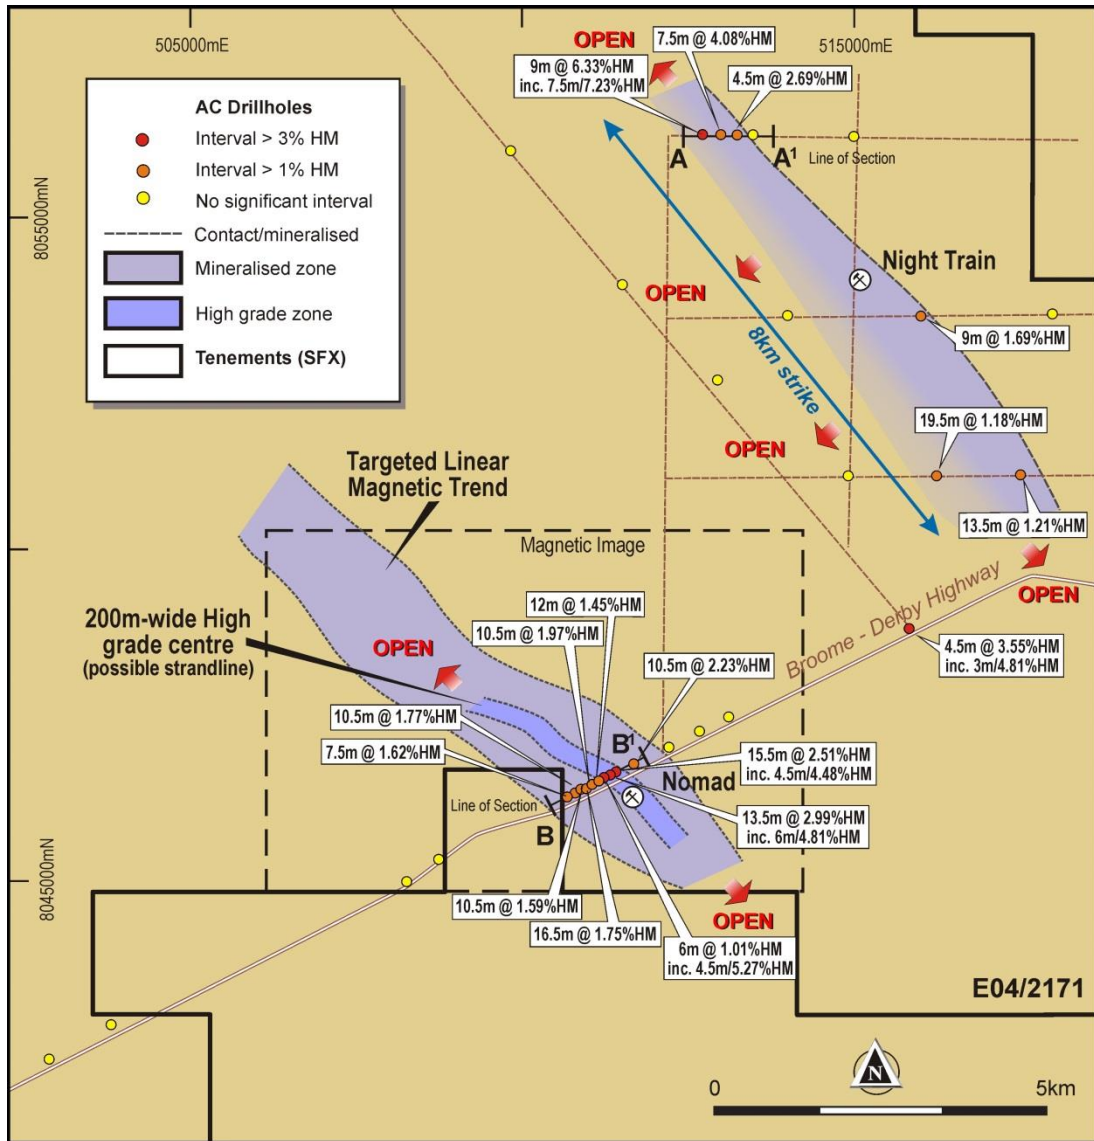 505000mE
515000mE
8055000mN
8045000mN
AC Drillholes
Interval > 3% HM
Interval > 1% HM
No significant interval
Contact/mineralised
Mineralised zone
High grade zone
Tenements (SFX)
OPEN
7.5m @ 4.08%HM
9m @ 6.33%HM
inc. 7.5m/7.23%HM
4.5m @ 2.69%HM
A
A¹
Line of Section
Night Train
OPEN
8km strike
9m @ 1.69%HM
OPEN
19.5m @ 1.18%HM
13.5m @ 1.21%HM
OPEN
Targeted Linear
Magnetic Trend
Magnetic Image
Broome - Derby Highway
200m-wide High
grade centre
(possible strandline)
OPEN
12m @ 1.45%HM
10.5m @ 1.97%HM
10.5m @ 2.23%HM
4.5m @ 3.55%HM
inc. 3m/4.81%HM
10.5m @ 1.77%HM
7.5m @ 1.62%HM
B¹
Nomad
15.5m @ 2.51%HM
inc. 4.5m/4.48%HM
Line of Section
B
13.5m @ 2.99%HM
inc. 6m/4.81%HM
10.5m @ 1.59%HM
16.5m @ 1.75%HM
6m @ 1.01%HM
inc. 4.5m/5.27%HM
OPEN
E04/2171
N
0
5km